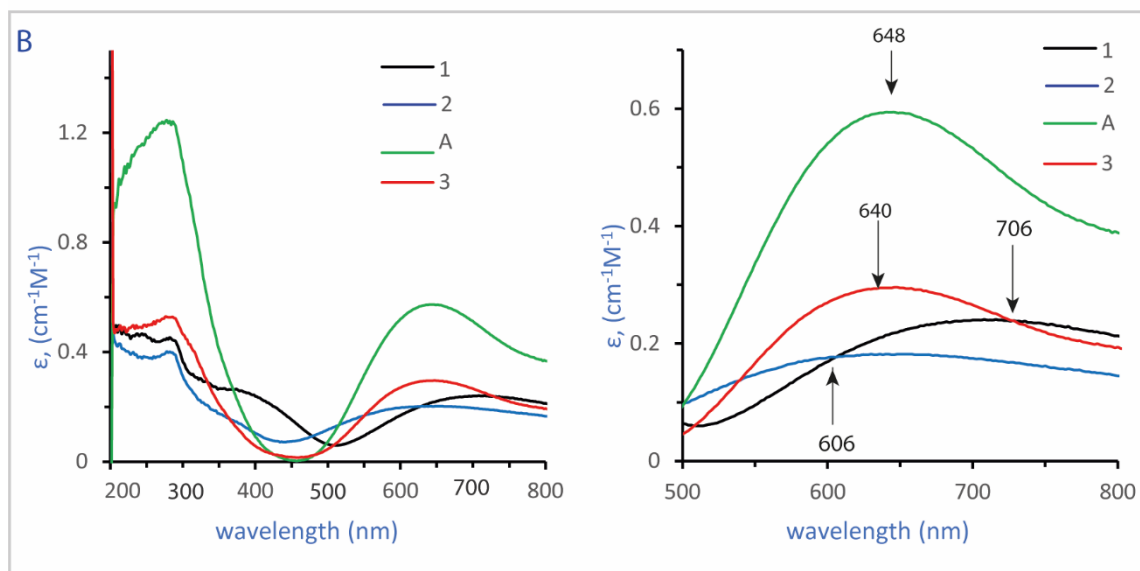 B
1.2
0.8
0.4
0
ε, (cm⁻¹M⁻¹)
200 300 400 500 600 700 800
wavelength (nm)
1
2
A
3
0.6
0.4
0.2
0
ε, (cm⁻¹M⁻¹)
500 600 700 800
wavelength (nm)
648
640
706
606
1
2
A
3